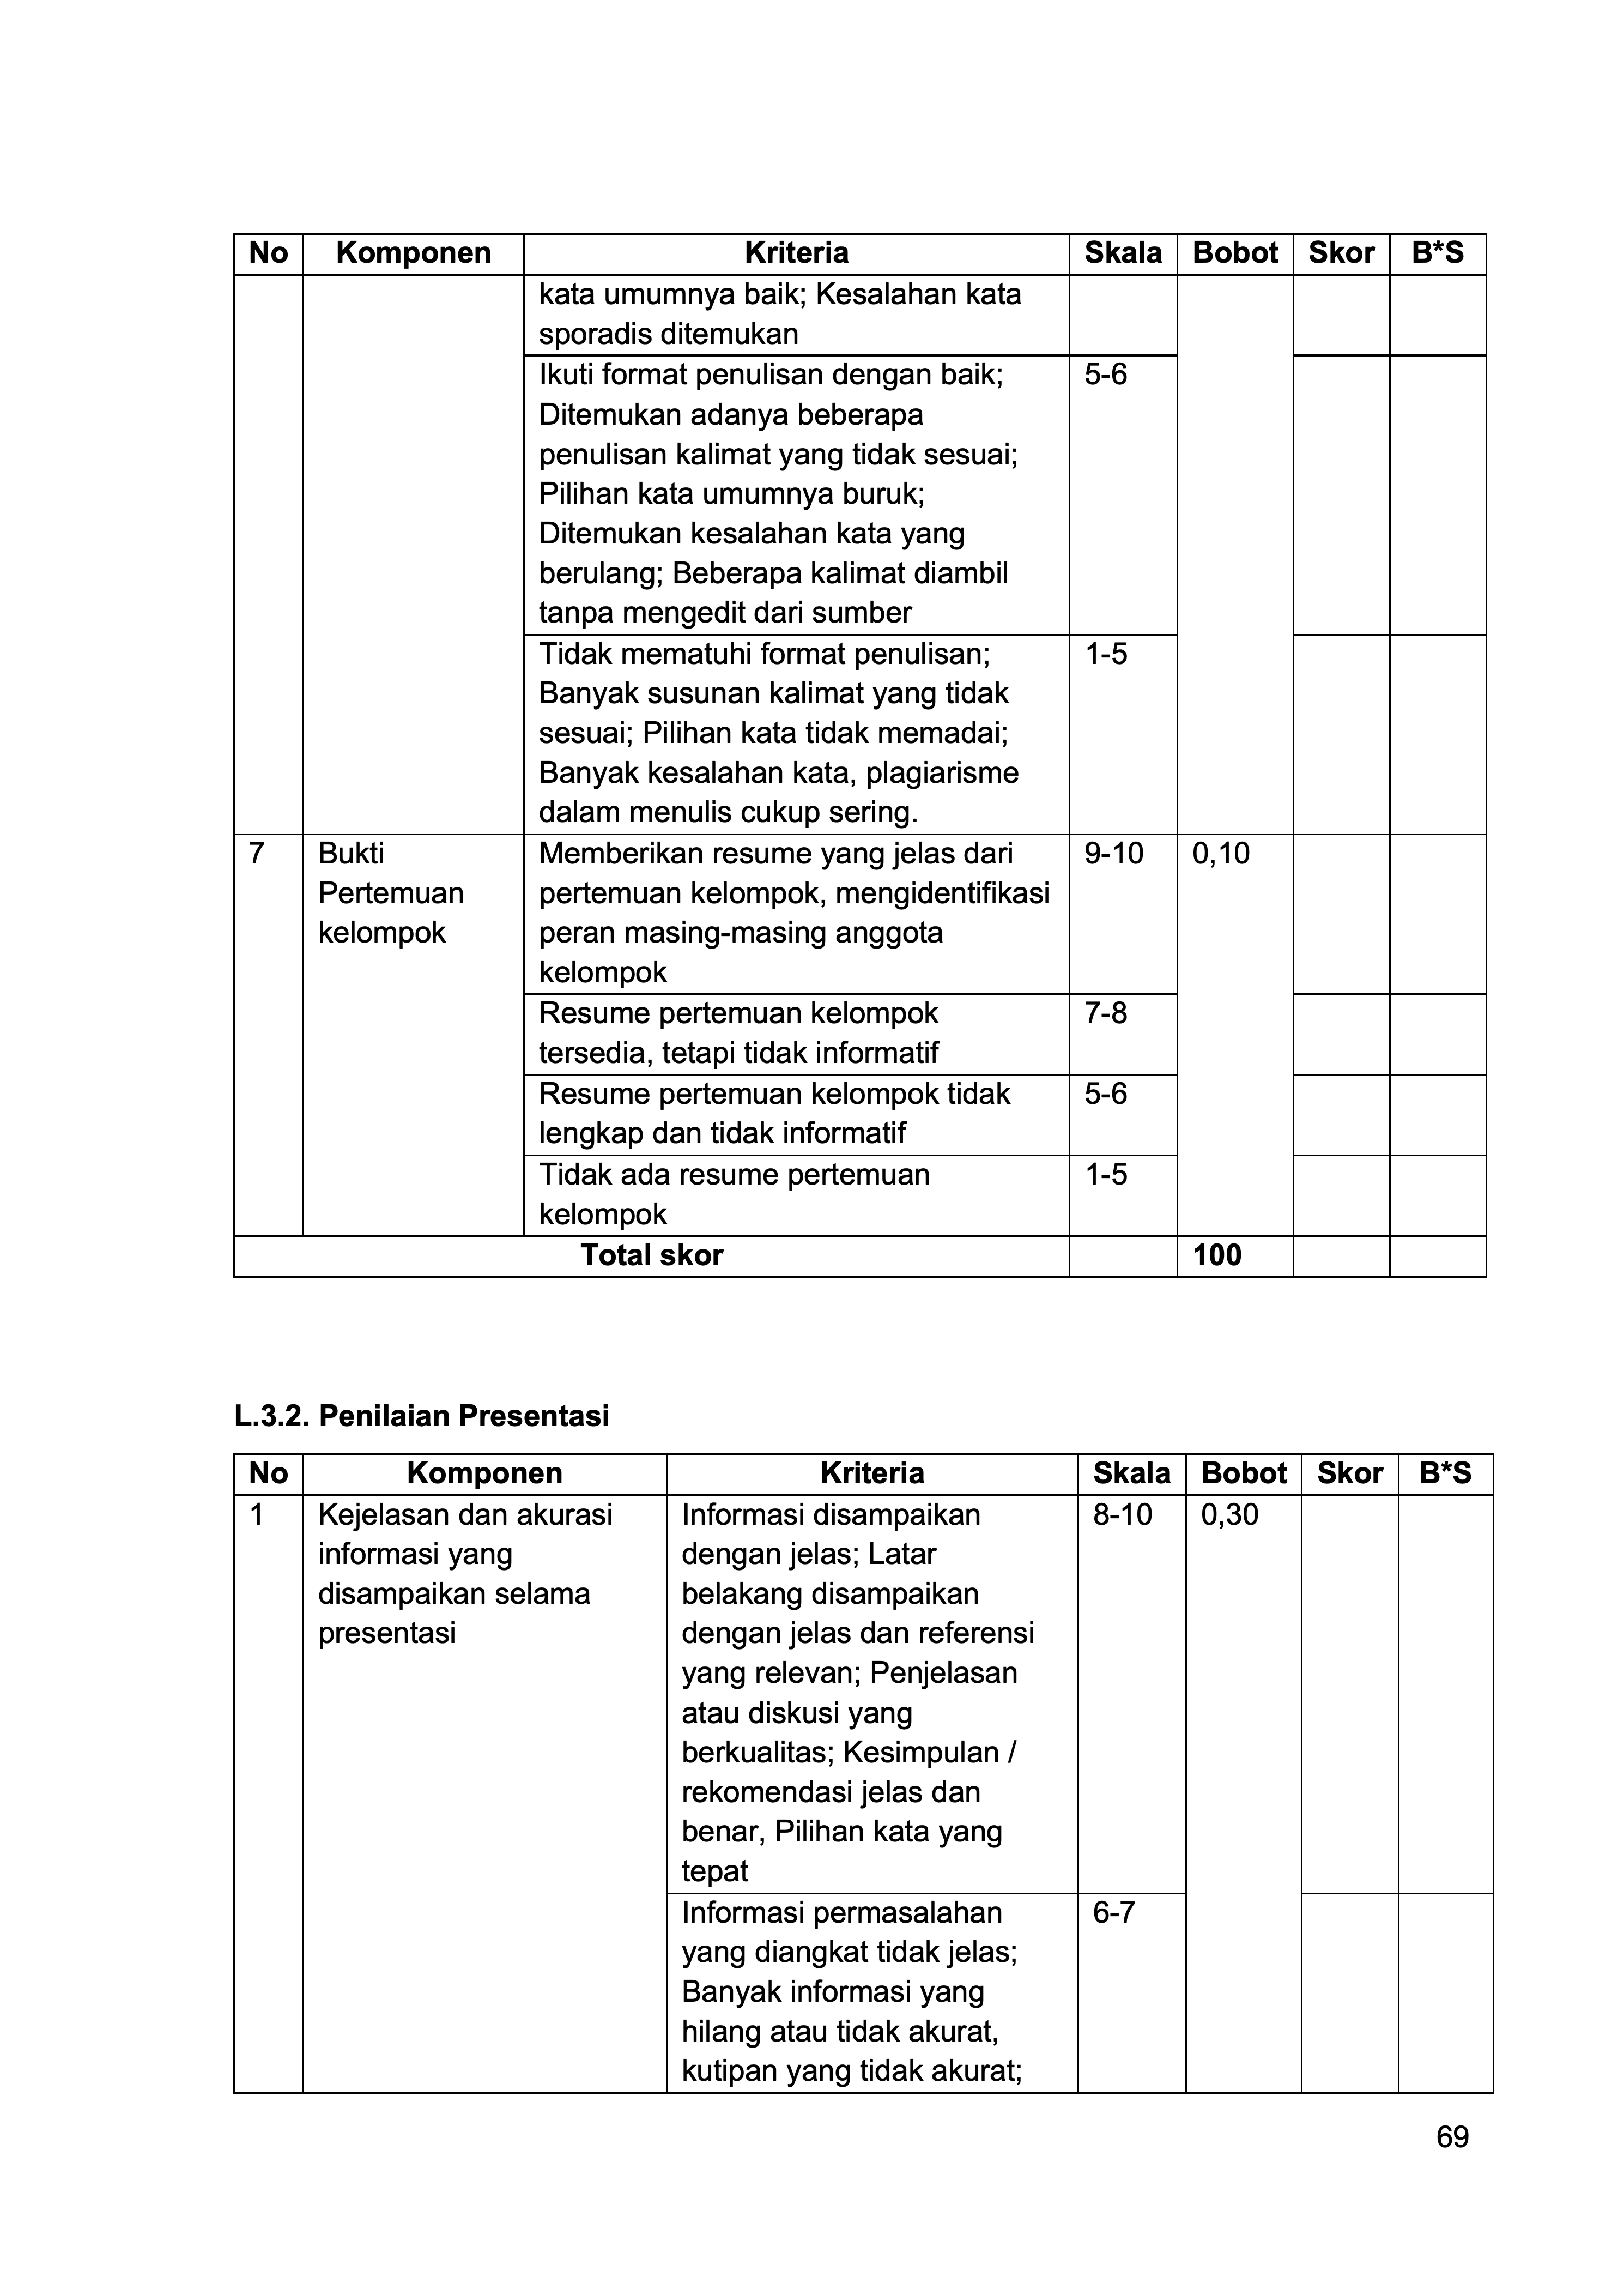 No Komponen Kriteria Skala Bobot Skor B*S
kata umumnya baik; Kesalahan kata
sporadis ditemukan
Ikuti format penulisan dengan baik; 5-6
Ditemukan adanya beberapa
penulisan kalimat yang tidak sesuai;
Pilihan kata umumnya buruk;
Ditemukan kesalahan kata yang
berulang; Beberapa kalimat diambil
tanpa mengedit dari sumber
Tidak mematuhi format penulisan; 1-5
Banyak susunan kalimat yang tidak
sesuai; Pilihan kata tidak memadai;
Banyak kesalahan kata, plagiarisme
dalam menulis cukup sering.
7 Bukti Memberikan resume yang jelas dari 9-10 0,10
Pertemuan pertemuan kelompok, mengidentifikasi
kelompok peran masing-masing anggota
kelompok
Resume pertemuan kelompok 7-8
tersedia, tetapi tidak informatif
Resume pertemuan kelompok tidak 5-6
lengkap dan tidak informatif
Tidak ada resume pertemuan 1-5
kelompok
Total skor 100
L.3.2. Penilaian Presentasi
No Komponen Kriteria Skala Bobot Skor B*S
1 Kejelasan dan akurasi Informasi disampaikan 8-10 0,30
informasi yang dengan jelas; Latar
disampaikan selama belakang disampaikan
presentasi dengan jelas dan referensi
yang relevan; Penjelasan
atau diskusi yang
berkualitas; Kesimpulan /
rekomendasi jelas dan
benar, Pilihan kata yang
tepat
Informasi permasalahan 6-7
yang diangkat tidak jelas;
Banyak informasi yang
hilang atau tidak akurat,
kutipan yang tidak akurat;
69